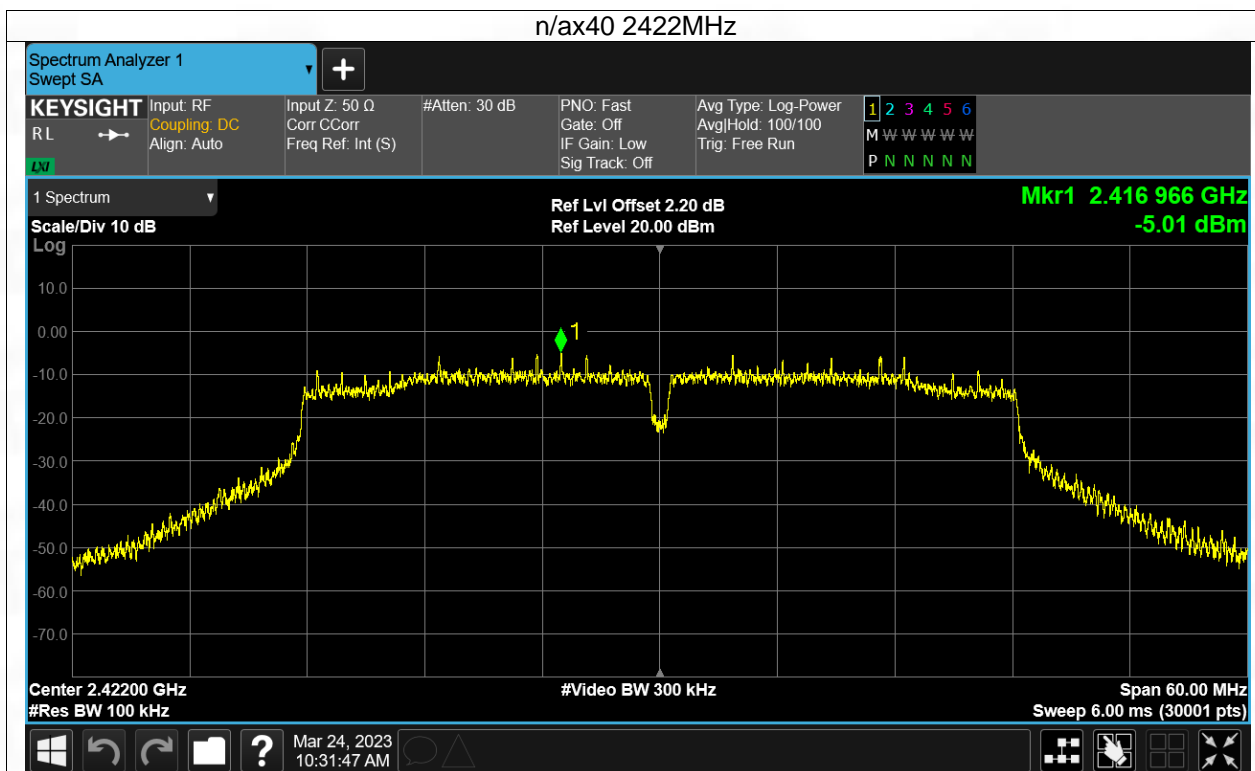 n/ax40 2422MHz
Spectrum Analyzer 1
Swept SA
KEYSIGHT
RL
LXI
Input: RF
Coupling: DC
Align: Auto
Input Z: 50 Ω
Corr CCorr
Freq Ref: Int (S)
#Atten: 30 dB
PNO: Fast
Gate: Off
IF Gain: Low
Sig Track: Off
Avg Type: Log-Power
Avg|Hold: 100/100
Trig: Free Run
1 2 3 4 5 6
M W W W W W
P N N N N N
1 Spectrum
Scale/Div 10 dB
Ref Lvl Offset 2.20 dB
Ref Level 20.00 dBm
Mkr1 2.416 966 GHz
-5.01 dBm
Log
10.0
0.00
-10.0
-20.0
-30.0
-40.0
-50.0
-60.0
-70.0
1
Center 2.42200 GHz
#Res BW 100 kHz
#Video BW 300 kHz
Span 60.00 MHz
Sweep 6.00 ms (30001 pts)
?
Mar 24, 2023
10:31:47 AM